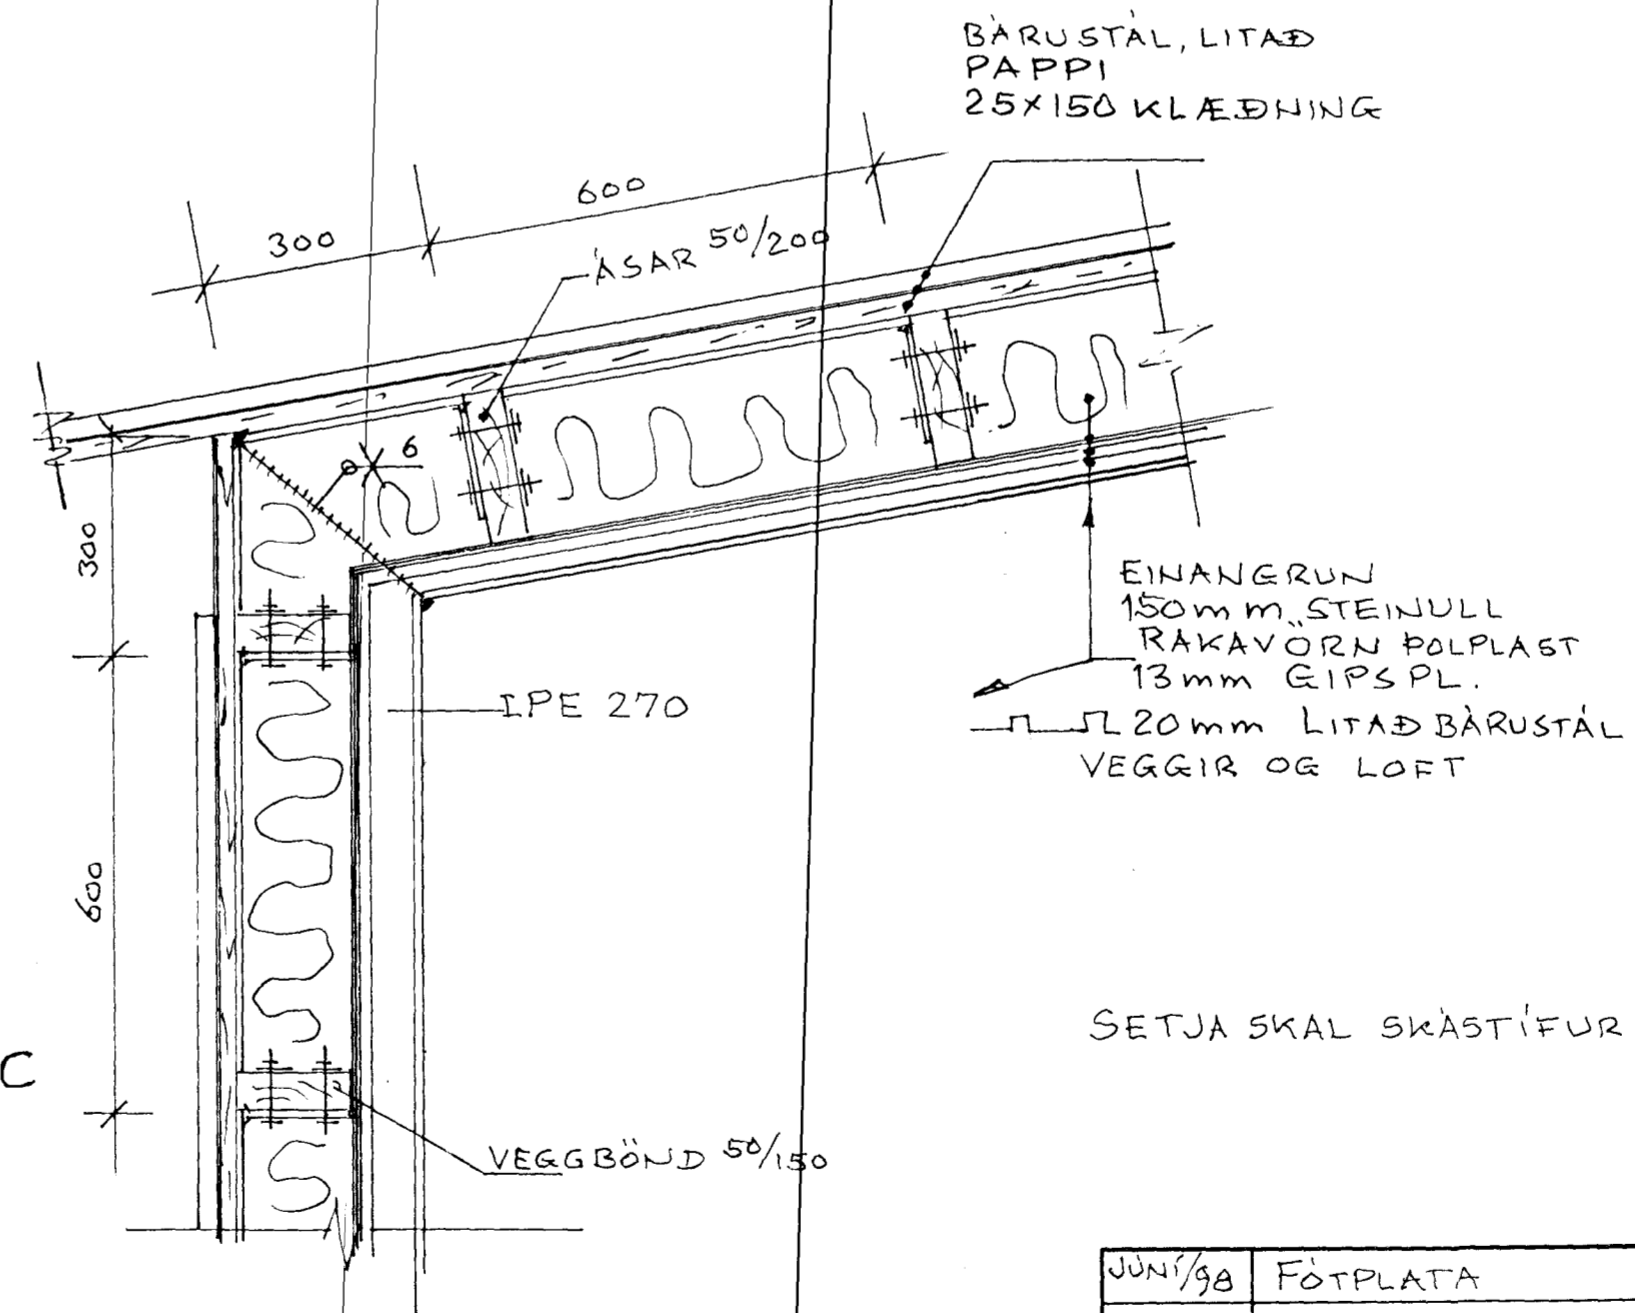 BÁRUSTÁL, LITAÐ
PAPPI
25×150 KLÆÐNING
600
300
ÁSAR 50/200
6
300
EINANGRUN
150mm „STEINULL
RAKAVÖRN ÞOLPLAST
13mm GIPSPL.
20mm LITAÐ BÁRUSTÁL
VEGGIR OG LOFT
IPE 270
600
SETJA SKAL SKÁSTÍFUR
C
VEGGBÖND 50/150
JÚNÍ/98 FÓTPLATA